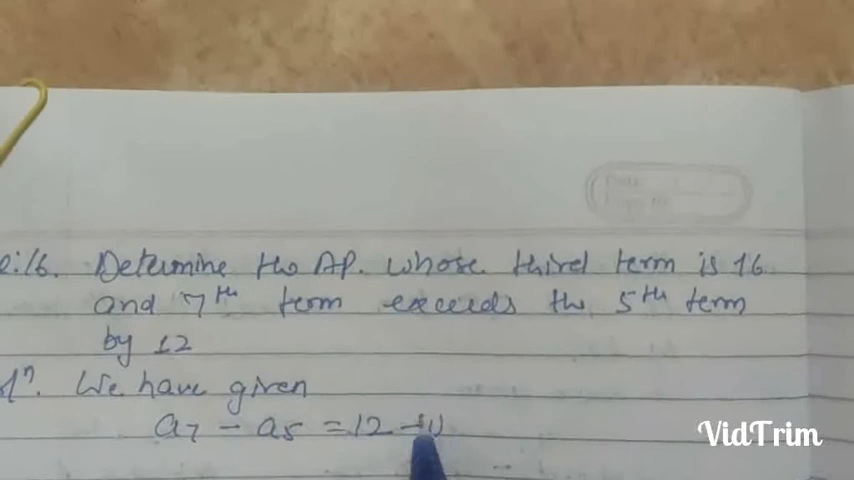 e:16. Determine the AP. whose third term is 16
and 7th term exceeds the 5th term
by 12
We have given
a7 - a5 = 12
VidTrim